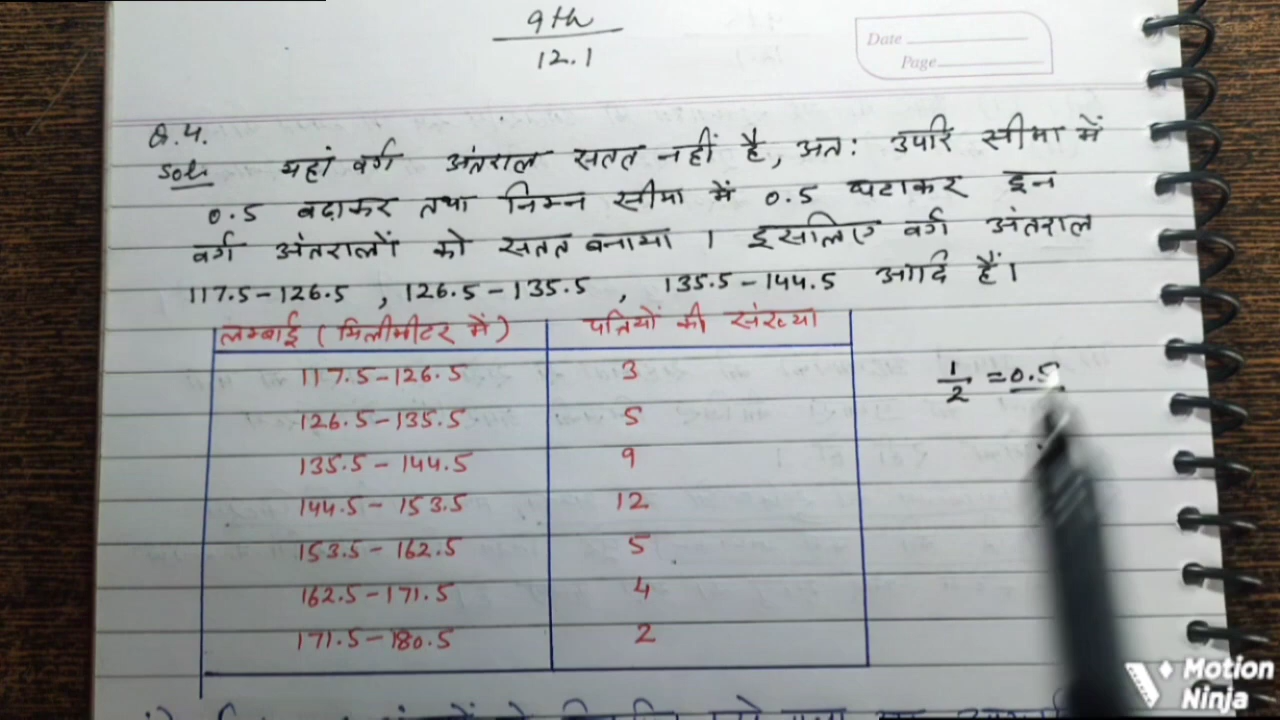 9th
12.1
Date
Page
Q.4.
Sol: यहां वर्ग अंतराल सतत नहीं है, अत: उपरि सीमा में
0.5 बढ़ाकर तथा निम्न सीमा में 0.5 घटाकर इन
वर्ग अंतरालों को सतत बनाया । इसलिए वर्ग अंतराल
117.5-126.5 , 126.5-135.5 , 135.5-144.5 आदि हैं।
लम्बाई (मिलीमीटर में) पत्तियों की संख्या
117.5-126.5 3
126.5-135.5 5
135.5-144.5 9
144.5-153.5 12
153.5-162.5 5
162.5-171.5 4
171.5-180.5 2
1/2 = 0.5
Motion
Ninja